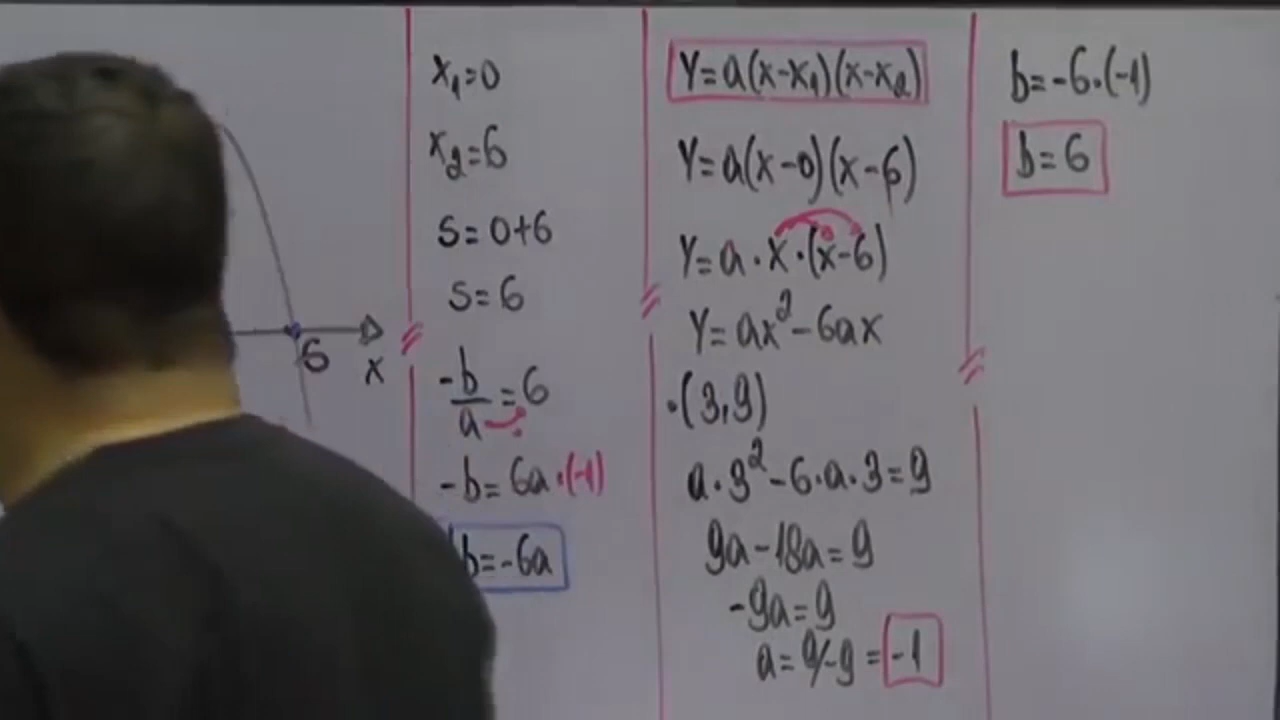 6
x
x₁=0
x₂=6
S=0+6
S=6
-b/a=6
-b=6a·(-1)
b=-6a
Y=a(x-x₁)(x-x₂)
Y=a(x-0)(x-6)
Y=a·x·(x-6)
Y=ax²-6ax
·(3,9)
a·3²-6·a·3=9
9a-18a=9
-9a=9
a=9/-9=-1
b=-6·(-1)
b=6